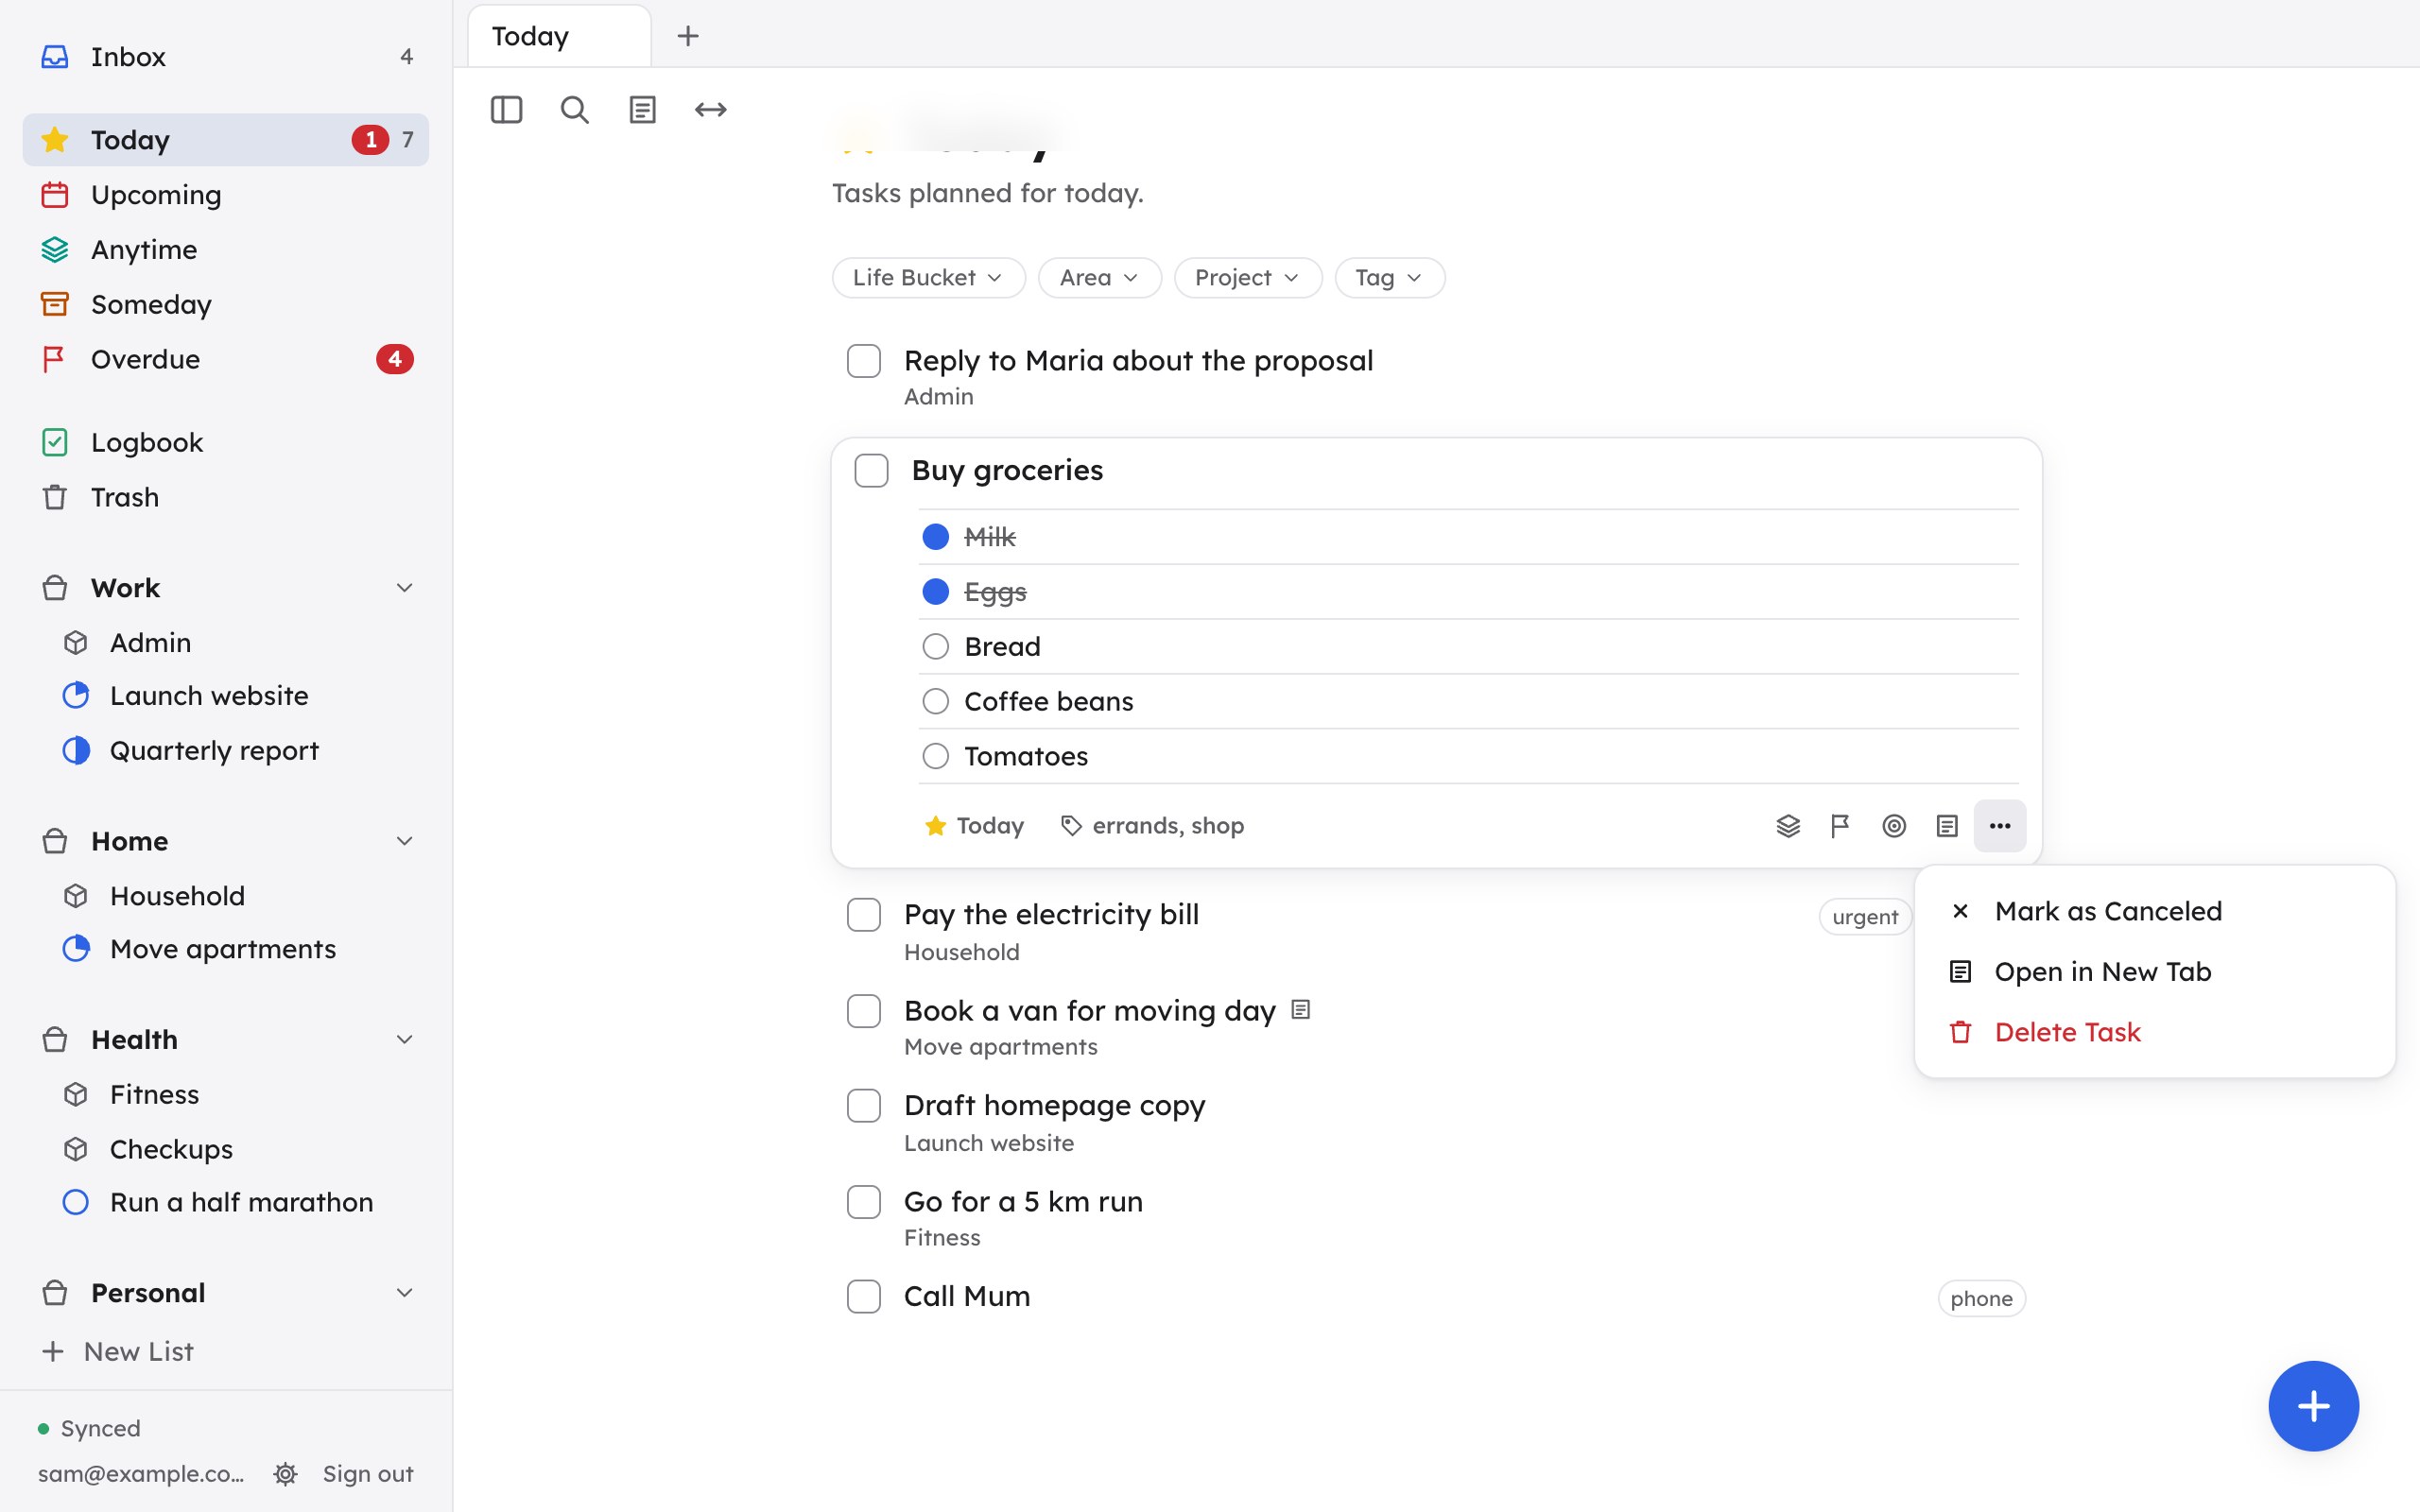 Inbox 4
Today 1 7
Upcoming
Anytime
Someday
Overdue 4
Logbook
Trash
Work
Admin
Launch website
Quarterly report
Home
Household
Move apartments
Health
Fitness
Checkups
Run a half marathon
Personal
New List
Synced
sam@example.co...
Sign out
Today
Tasks planned for today.
Life Bucket Area Project Tag
Reply to Maria about the proposal
Admin
Buy groceries
Milk
Eggs
Bread
Coffee beans
Tomatoes
Today errands, shop
Pay the electricity bill urgent
Household
Book a van for moving day
Move apartments
Draft homepage copy
Launch website
Go for a 5 km run
Fitness
Call Mum phone
Mark as Canceled
Open in New Tab
Delete Task